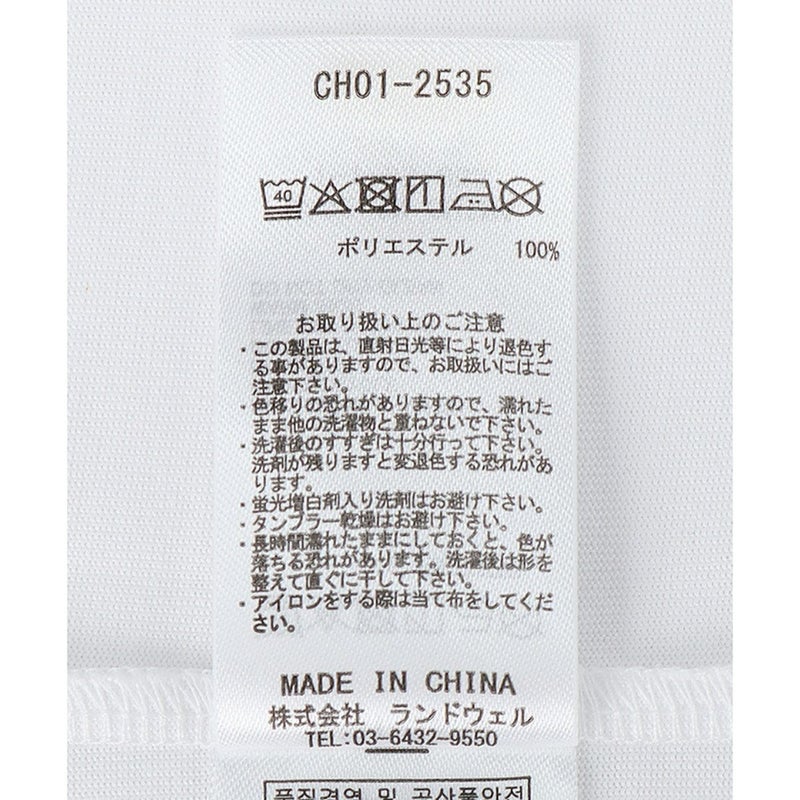 CH01-2535
40
ポリエステル 100%
お取り扱い上のご注意
・この製品は、直射日光等により退色す
る事がありますので、お取扱いにはご
注意下さい。
・色移りの恐れがありますので、濡れた
まま他の洗濯物と重ねないで下さい。
・洗濯後のすすぎは十分行って下さい。
洗剤が残りますと変退色する恐れがあ
ります。
・蛍光増白剤入り洗剤はお避け下さい。
・タンブラー乾燥はお避け下さい。
・長時間濡れたままにしておくと、色が
落ちる恐れがあります。洗濯後は形を
整えて直ぐに干して下さい。
・アイロンをする際は当て布をしてくだ
さい。
MADE IN CHINA
株式会社 ランドウェル
TEL:03-6432-9550
품질경영 및 공산품안전